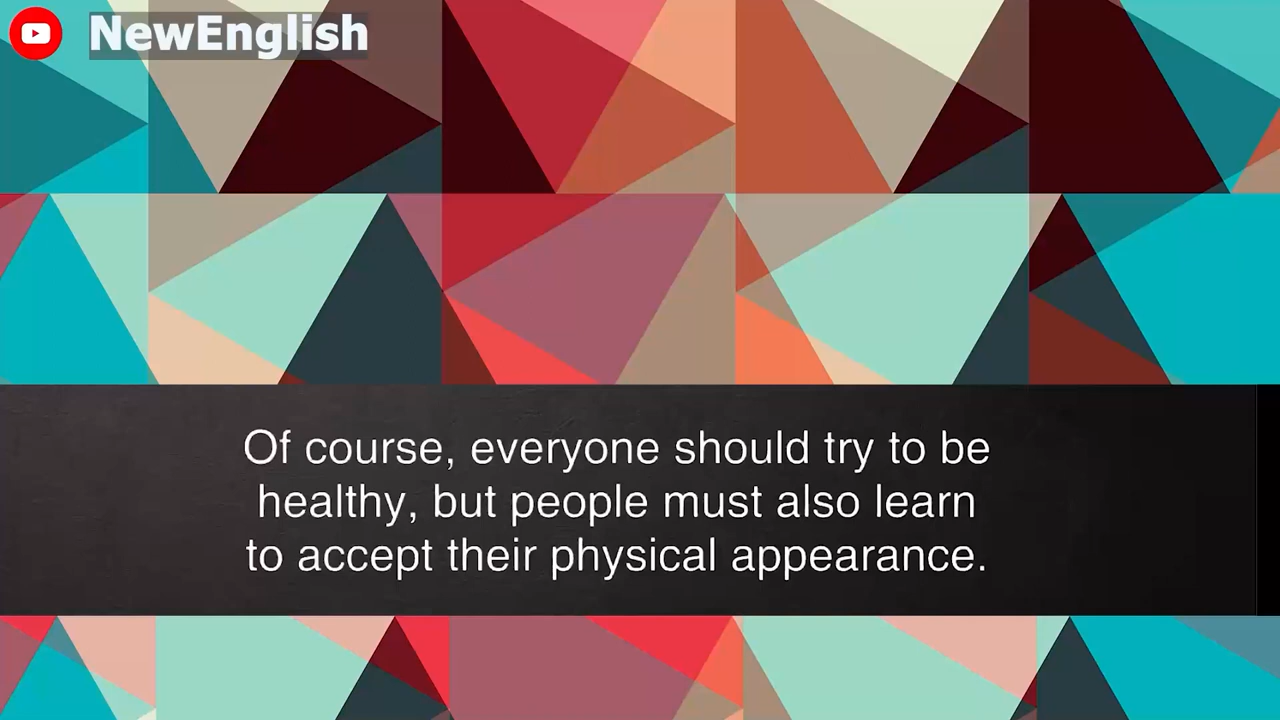 NewEnglish
Of course, everyone should try to be
healthy, but people must also learn
to accept their physical appearance.